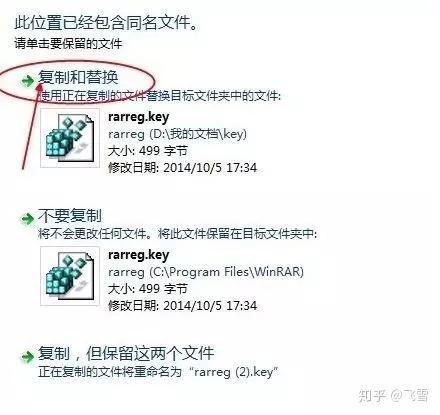 此位置已经包含同名文件。
请单击要保留的文件
复制和替换
使用正在复制的文件替换目标文件夹中的文件:
rarreg.key
rarreg (D:\我的文档\key)
大小: 499 字节
修改日期: 2014/10/5 17:34
不要复制
将不会更改任何文件。将此文件保留在目标文件夹中:
rarreg.key
rarreg (C:\Program Files\WinRAR)
大小: 499 字节
修改日期: 2014/10/5 17:34
复制，但保留这两个文件
正在复制的文件将重命名为“rarreg (2).key”
知乎 @飞雪